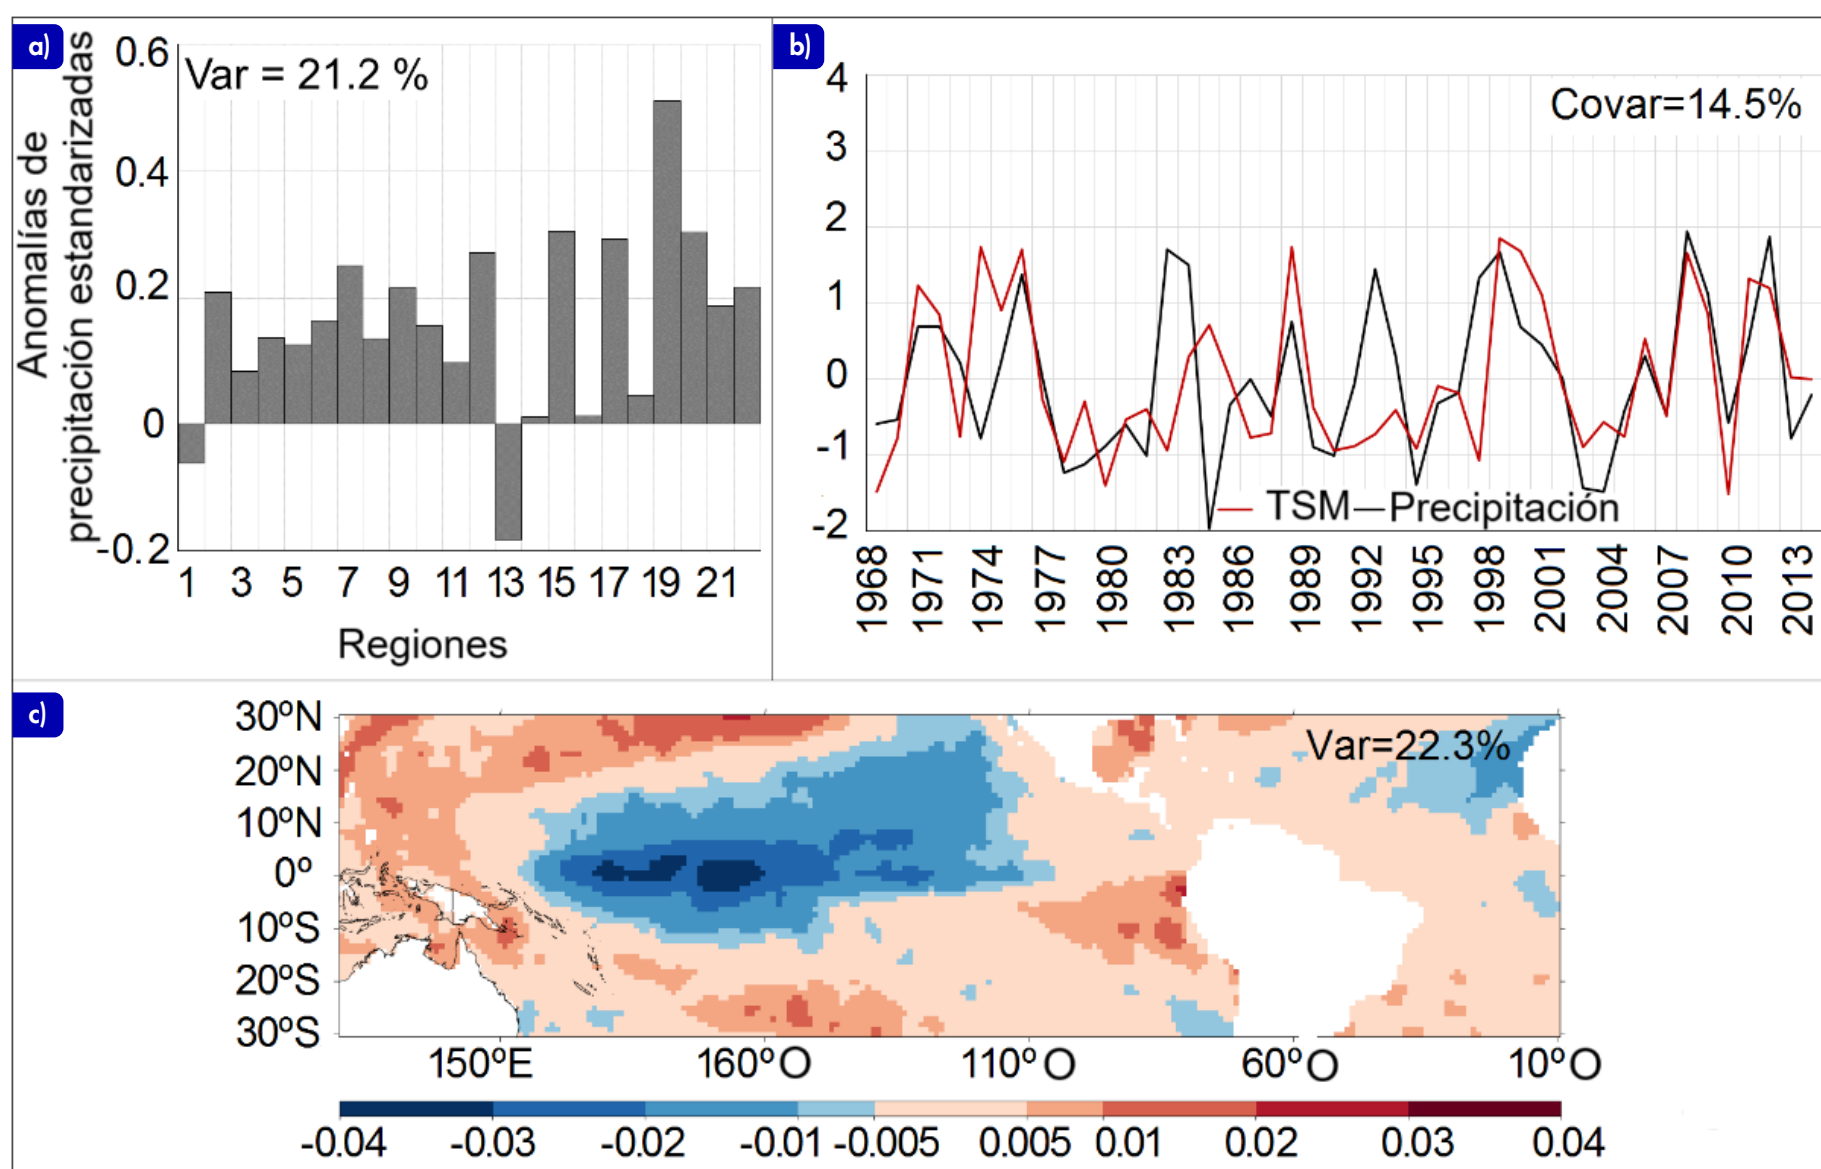 a)
Anomalías de
precipitación estandarizadas
Var = 21.2 %
0.6
0.4
0.2
0
-0.2
1 3 5 7 9 11 13 15 17 19 21
Regiones
b)
Covar=14.5%
4
3
2
1
0
-1
-2
TSM Precipitación
1968 1971 1974 1977 1980 1983 1986 1989 1992 1995 1998 2001 2004 2007 2010 2013
c)
Var=22.3%
30ºN
20ºN
10ºN
0º
10ºS
20ºS
30ºS
150ºE 160ºO 110ºO 60ºO 10ºO
-0.04 -0.03 -0.02 -0.01 -0.005 0.005 0.01 0.02 0.03 0.04